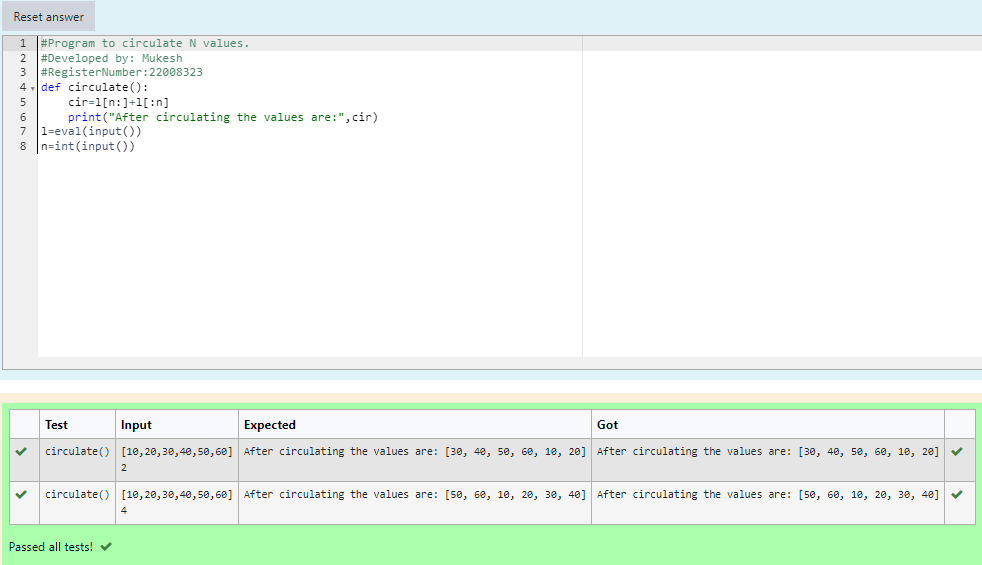 Reset answer
1 #Program to circulate N values.
2 #Developed by: Mukesh
3 #RegisterNumber:22008323
4 def circulate():
5     cir=l[n:]+l[:n]
6     print("After circulating the values are:",cir)
7 l=eval(input())
8 n=int(input())
Test Input Expected Got
circulate() [10,20,30,40,50,60] After circulating the values are: [30, 40, 50, 60, 10, 20] After circulating the values are: [30, 40, 50, 60, 10, 20]
2
circulate() [10,20,30,40,50,60] After circulating the values are: [50, 60, 10, 20, 30, 40] After circulating the values are: [50, 60, 10, 20, 30, 40]
4
Passed all tests!